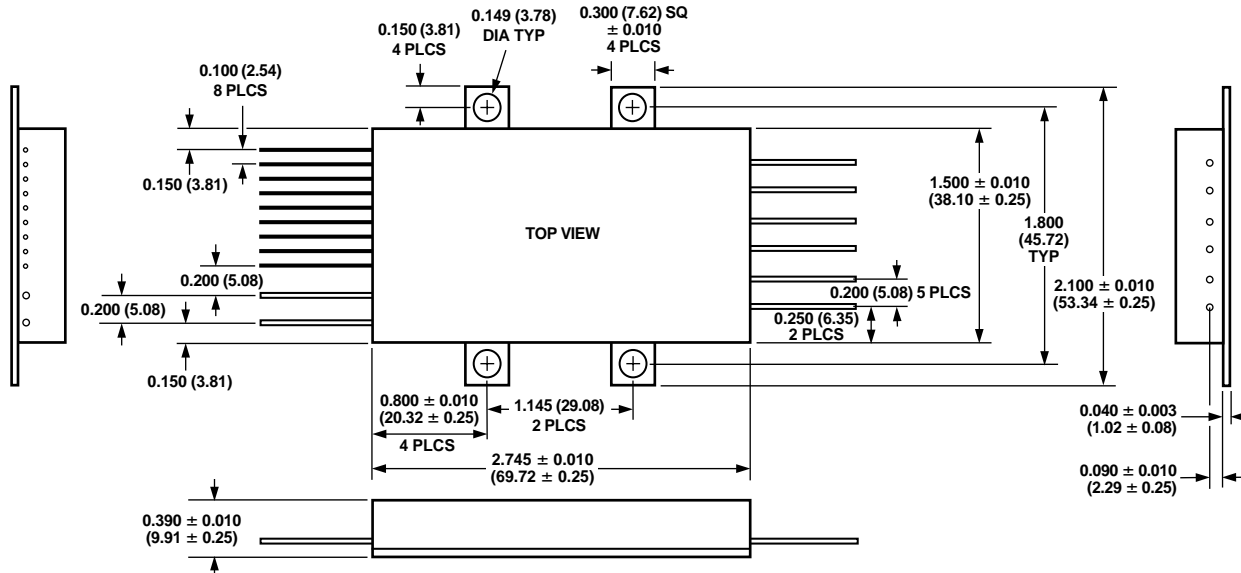 0.150 (3.81)
4 PLCS
0.149 (3.78)
DIA TYP
0.300 (7.62) SQ
± 0.010
4 PLCS
0.100 (2.54)
8 PLCS
0.150 (3.81)
TOP VIEW
1.500 ± 0.010
(38.10 ± 0.25)
1.800
(45.72)
TYP
2.100 ± 0.010
(53.34 ± 0.25)
0.200 (5.08)
0.200 (5.08)
0.200 (5.08) 5 PLCS
0.250 (6.35)
2 PLCS
0.150 (3.81)
0.800 ± 0.010
(20.32 ± 0.25)
4 PLCS
1.145 (29.08)
2 PLCS
0.040 ± 0.003
(1.02 ± 0.08)
2.745 ± 0.010
(69.72 ± 0.25)
0.090 ± 0.010
(2.29 ± 0.25)
0.390 ± 0.010
(9.91 ± 0.25)